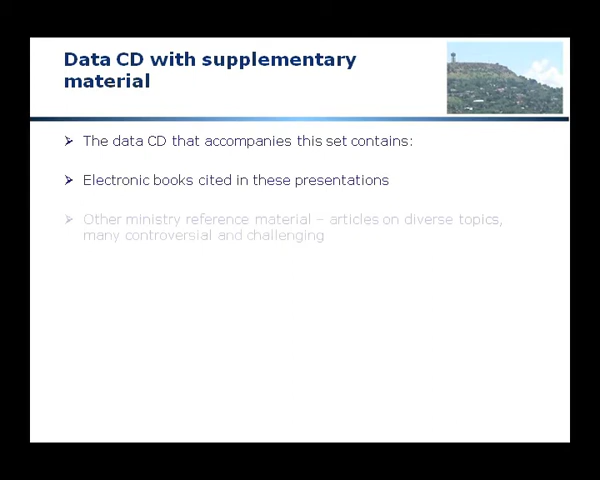 Data CD with supplementary
material
The data CD that accompanies this set contains:
Electronic books cited in these presentations
Other ministry reference material – articles on diverse topics,
many controversial and challenging